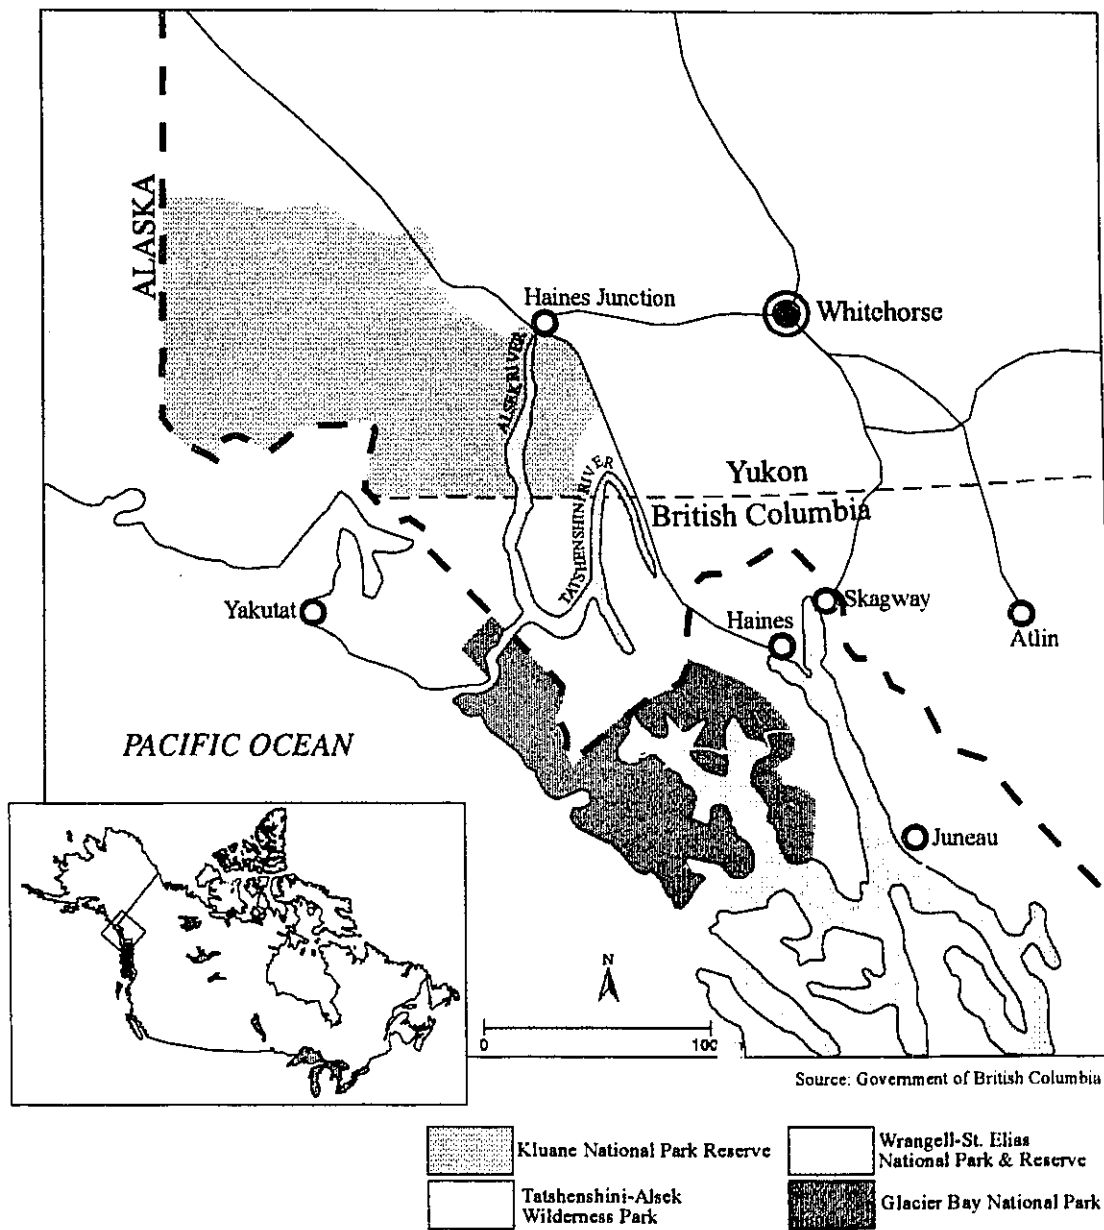 ALASKA
Haines Junction
Whitehorse
ALSEK RIVER
TATSHENSHINI RIVER
Yukon
British Columbia
Yakutat
Haines
Skagway
Atlin
PACIFIC OCEAN
Juneau
N
0 100
Source: Government of British Columbia
Kluane National Park Reserve
Wrangell-St. Elias
National Park & Reserve
Tatshenshini-Alsek
Wilderness Park
Glacier Bay National Park